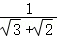 1
√3 + √2